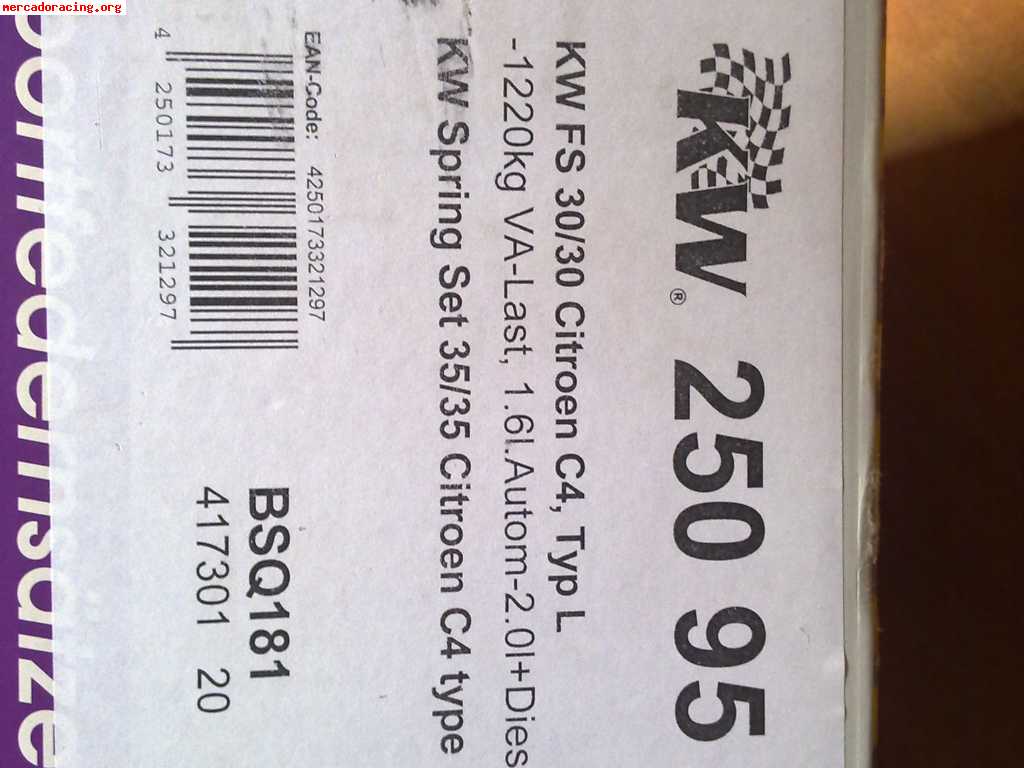 mercadoracing.org
KW® 250 95
KW FS 30/30 Citroen C4, Typ L
-1220kg VA-Last, 1.6l.Autom-2.0l+Dies
KW Spring Set 35/35 Citroen C4 type
EAN-Code: 4250173321297
4 250173 321297
BSQ181
417301 20